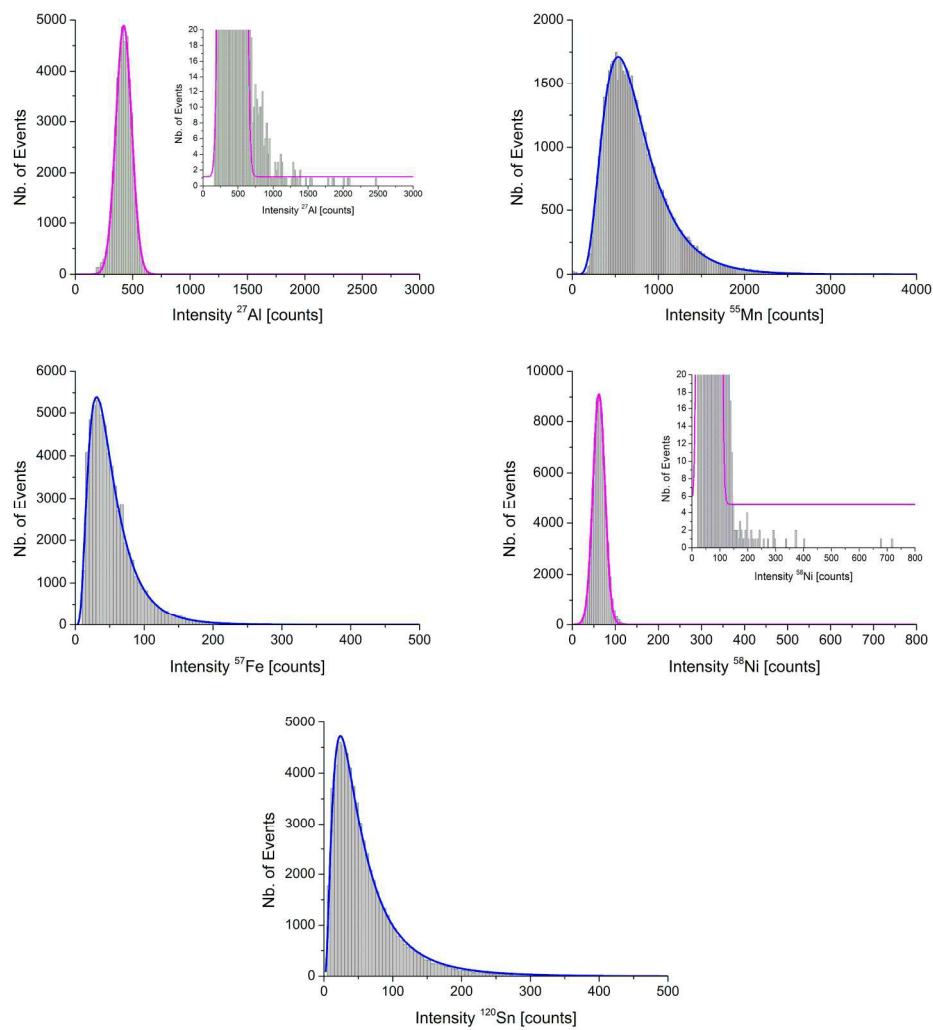 5000
4000
3000
2000
1000
0
Nb. of Events
0 500 1000 1500 2000 2500 3000
Intensity ²⁷Al [counts]
20
18
16
14
12
10
8
6
4
2
0
Nb. of Events
0 500 1000 1500 2000 2500 3000
Intensity ²⁷Al [counts]
2000
1500
1000
500
0
Nb. of Events
0 1000 2000 3000 4000
Intensity ⁵⁵Mn [counts]
6000
5000
4000
3000
2000
1000
0
Nb. of Events
0 100 200 300 400 500
Intensity ⁵⁷Fe [counts]
10000
8000
6000
4000
2000
0
Nb. of Events
0 100 200 300 400 500 600 700 800
Intensity ⁵⁸Ni [counts]
20
18
16
14
12
10
8
6
4
2
0
Nb. of Events
0 100 200 300 400 500 600 700 800
Intensity ⁵⁸Ni [counts]
5000
4000
3000
2000
1000
0
Nb. of Events
0 100 200 300 400 500
Intensity ¹²⁰Sn [counts]